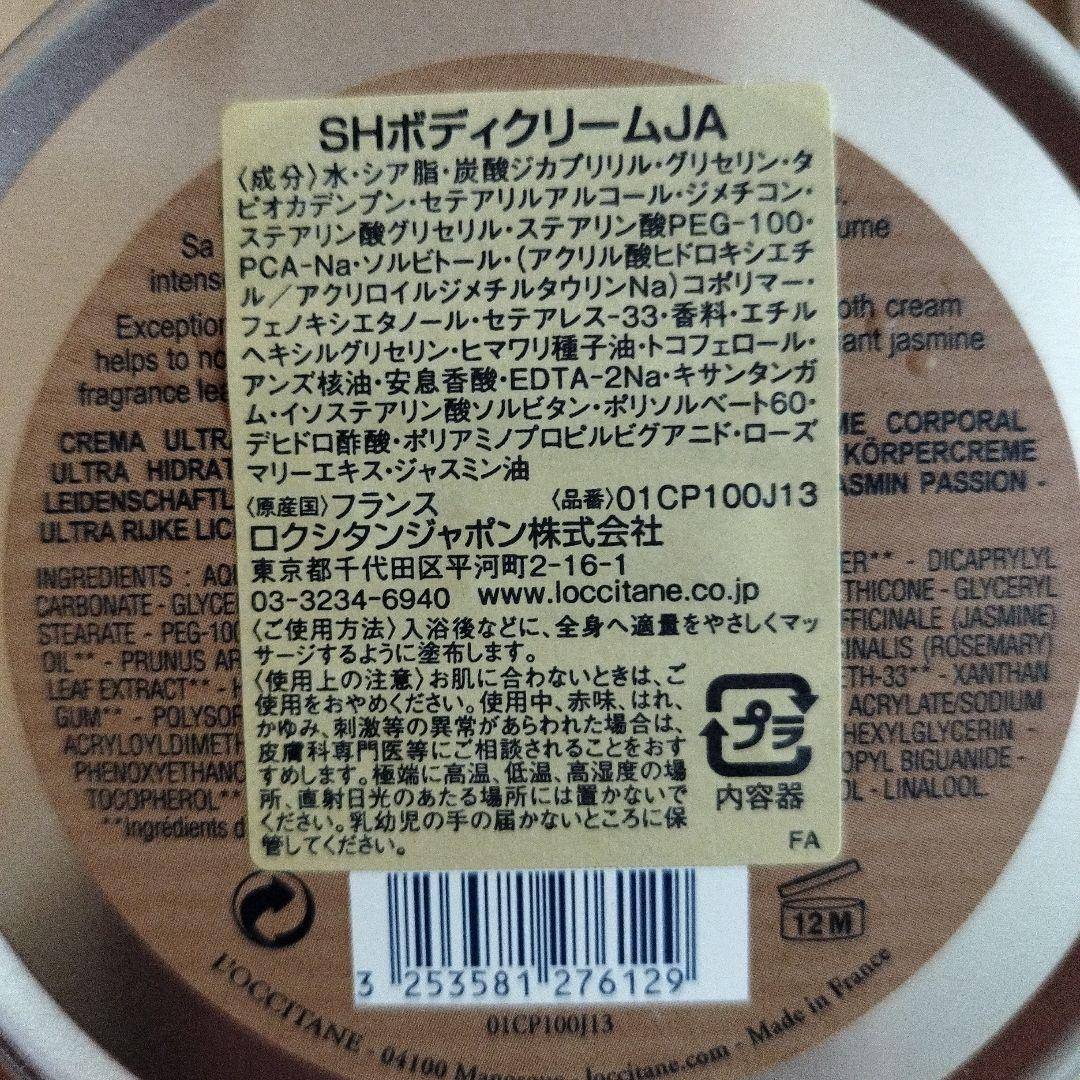 SHボディクリームJA
〈成分〉水・シア脂・炭酸ジカプリリル・グリセリン・タ
ピオカデンプン・セテアリルアルコール・ジメチコン・
ステアリン酸グリセリル・ステアリン酸PEG-100・
PCA-Na・ソルビトール・(アクリル酸ヒドロキシエチ
ル/アクリロイルジメチルタウリンNa)コポリマー・
フェノキシエタノール・セテアレス-33・香料・エチル
ヘキシルグリセリン・ヒマワリ種子油・トコフェロール・
アンズ核油・安息香酸・EDTA-2Na・キサンタンガ
ム・イソステアリン酸ソルビタン・ポリソルベート60・
デヒドロ酢酸・ポリアミノプロピルビグアニド・ローズ
マリーエキス・ジャスミン油
〈原産国〉フランス 〈品番〉01CP100J13
ロクシタンジャポン株式会社
東京都千代田区平河町2-16-1
03-3234-6940 www.loccitane.co.jp
〈ご使用方法〉入浴後などに、全身へ適量をやさしくマッ
サージするように塗布します。
〈使用上の注意〉お肌に合わないときは、ご
使用をおやめください。使用中、赤味、はれ、
かゆみ、刺激等の異常があらわれた場合は、
皮膚科専門医等にご相談されることをおす
すめします。極端に高温、低温、高湿度の場
所、直射日光のあたる場所には置かないで
ください。乳幼児の手の届かないところに保
管してください。
プラ
内容器
FA
Sa
intens
Exception
helps to no
fragrance lea
CREMA ULTRA
ULTRA HIDRAT
LEIDENSCHAFTL
ULTRA RIJKE LIC
INGREDIENTS : AQU
CARBONATE - GLYCE
STEARATE - PEG-100
OIL** - PRUNUS AR
LEAF EXTRACT** - H
GUM** - POLYSOR
ACRYLOYLDIMETH
PHENOXYETHANO
TOCOPHEROL**
**Ingrédients d
ume
oth cream
ant jasmine
ME CORPORAL
KÖRPERCREME
ASMIN PASSION -
ER** - DICAPRYLYL
THICONE - GLYCERYL
FFICINALE (JASMINE)
CINALIS (ROSEMARY)
ETH-33** - XANTHAN
ACRYLATE/SODIUM
HEXYLGLYCERIN -
OPYL BIGUANIDE -
OL - LINALOOL.
12 M
3 253581 276129
01CP100J13
L'OCCITANE - 04100 Manosque - loccitane.com - Made in France